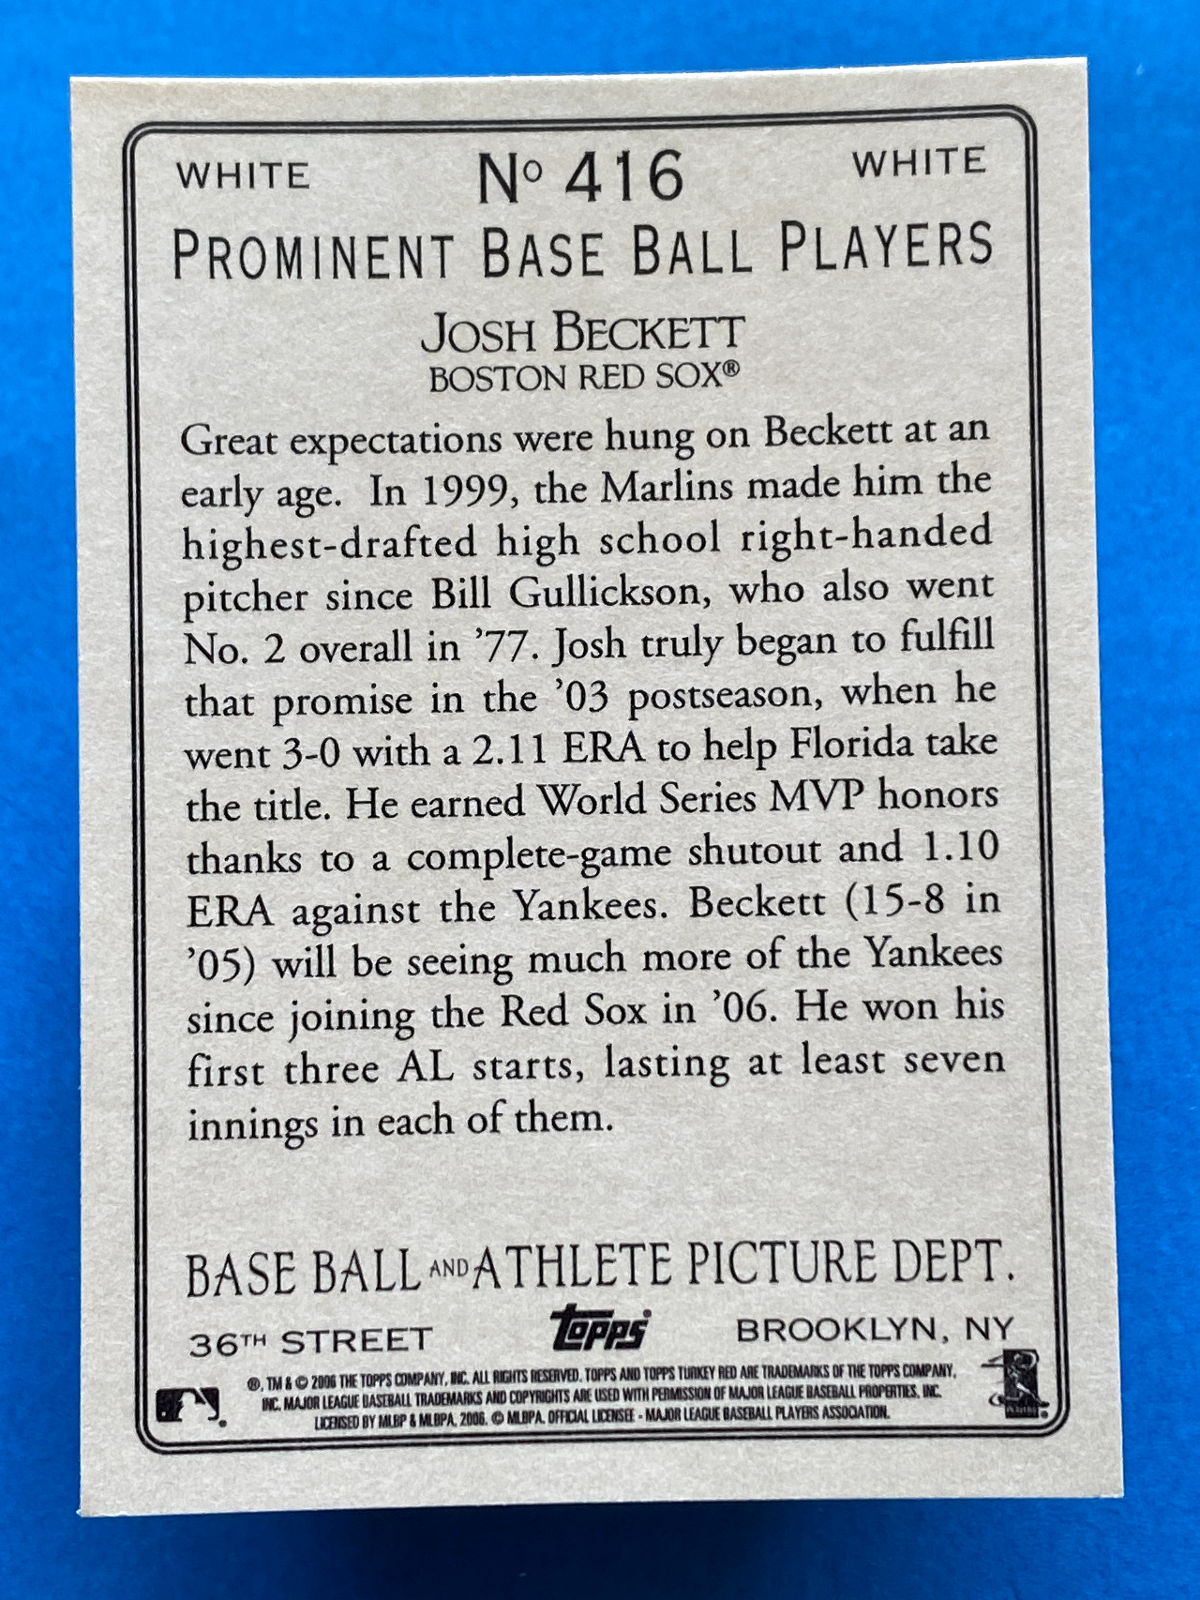 WHITE Nº 416 WHITE
PROMINENT BASE BALL PLAYERS
JOSH BECKETT
BOSTON RED SOX®
Great expectations were hung on Beckett at an
early age. In 1999, the Marlins made him the
highest-drafted high school right-handed
pitcher since Bill Gullickson, who also went
No. 2 overall in ’77. Josh truly began to fulfill
that promise in the ’03 postseason, when he
went 3-0 with a 2.11 ERA to help Florida take
the title. He earned World Series MVP honors
thanks to a complete-game shutout and 1.10
ERA against the Yankees. Beckett (15-8 in
’05) will be seeing much more of the Yankees
since joining the Red Sox in ’06. He won his
first three AL starts, lasting at least seven
innings in each of them.
BASE BALL AND ATHLETE PICTURE DEPT.
36TH STREET topps BROOKLYN, NY
®, TM & © 2006 THE TOPPS COMPANY, INC. ALL RIGHTS RESERVED. TOPPS AND TOPPS TURKEY RED ARE TRADEMARKS OF THE TOPPS COMPANY,
INC. MAJOR LEAGUE BASEBALL TRADEMARKS AND COPYRIGHTS ARE USED WITH PERMISSION OF MAJOR LEAGUE BASEBALL PROPERTIES, INC.
LICENSED BY MLBP & MLBPA, 2006. © MLBPA. OFFICIAL LICENSEE - MAJOR LEAGUE BASEBALL PLAYERS ASSOCIATION.